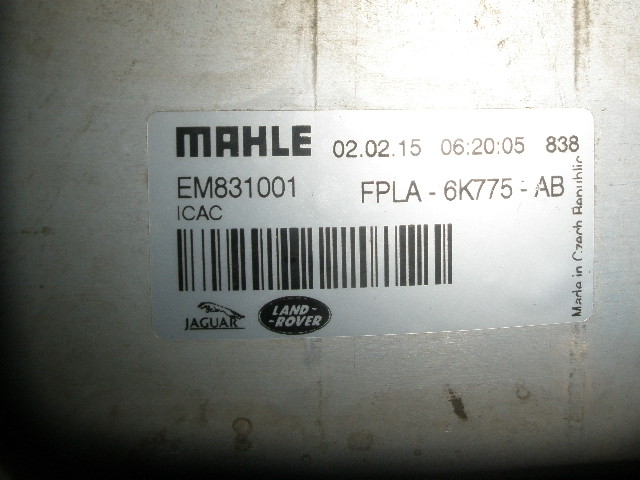 MAHLE 02.02.15 06:20:05 838
EM831001 FPLA - 6K775 - AB
ICAC
Made in Czech Republic
JAGUAR LAND-
-ROVER
8